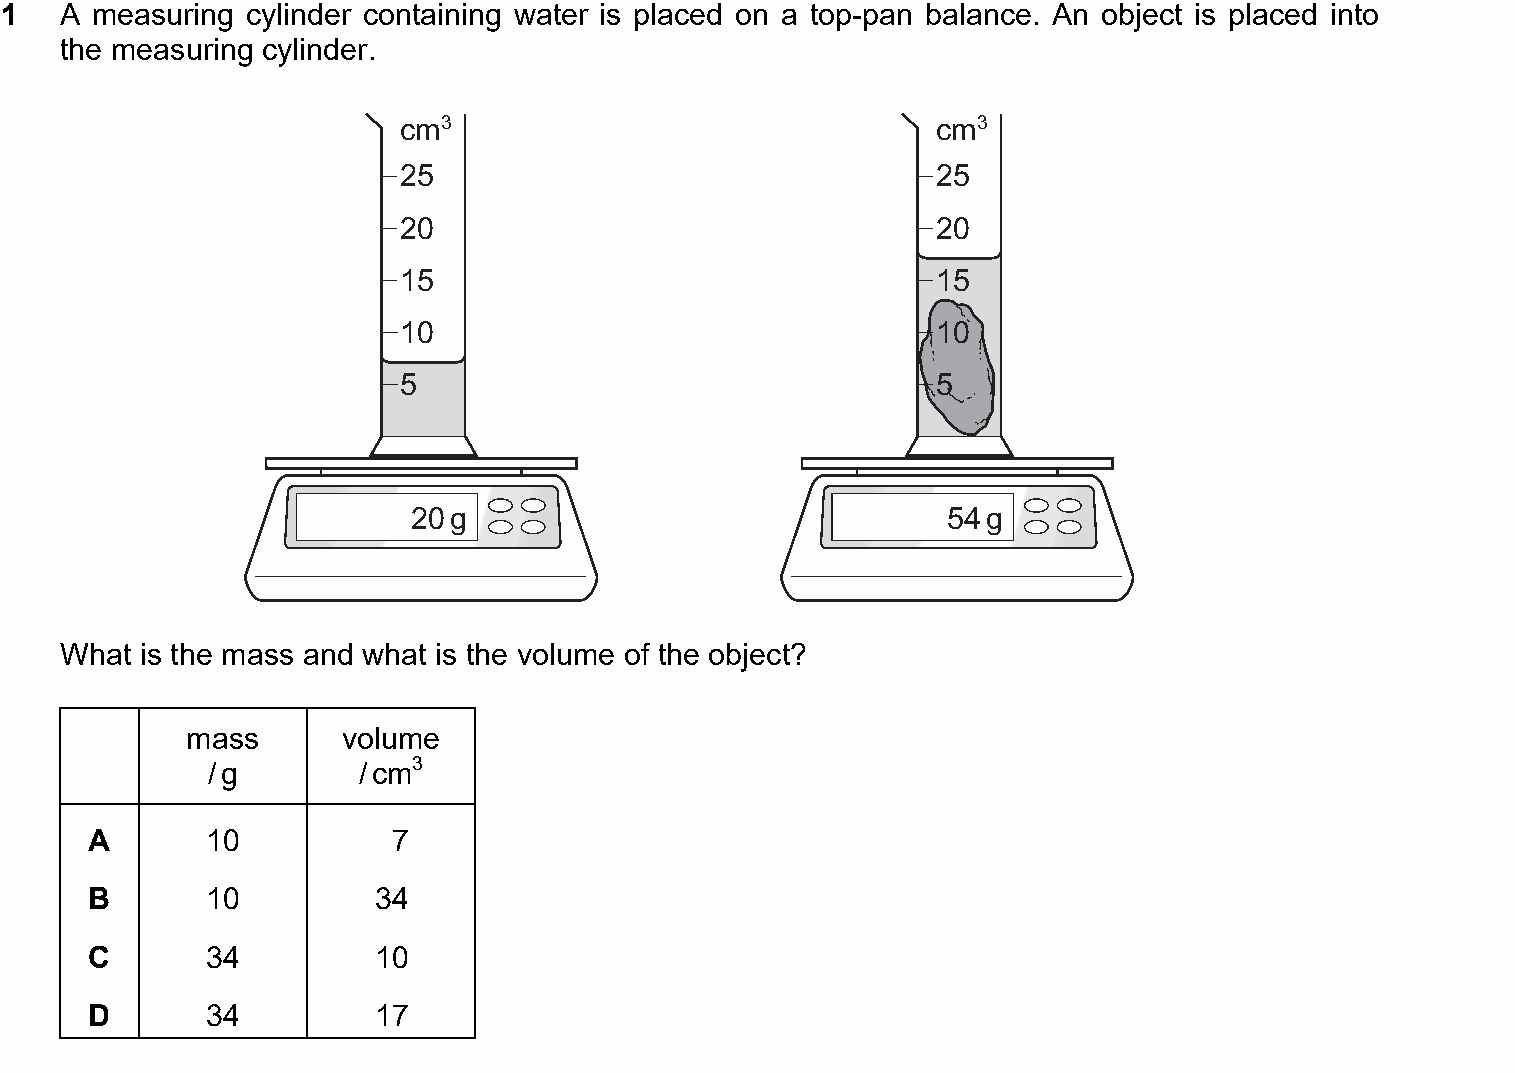 1 A measuring cylinder containing water is placed on a top-pan balance. An object is placed into
the measuring cylinder.
cm³
25
20
15
10
5
20 g
cm³
25
20
15
10
5
54 g
What is the mass and what is the volume of the object?
mass / g volume / cm³
A 10 7
B 10 34
C 34 10
D 34 17